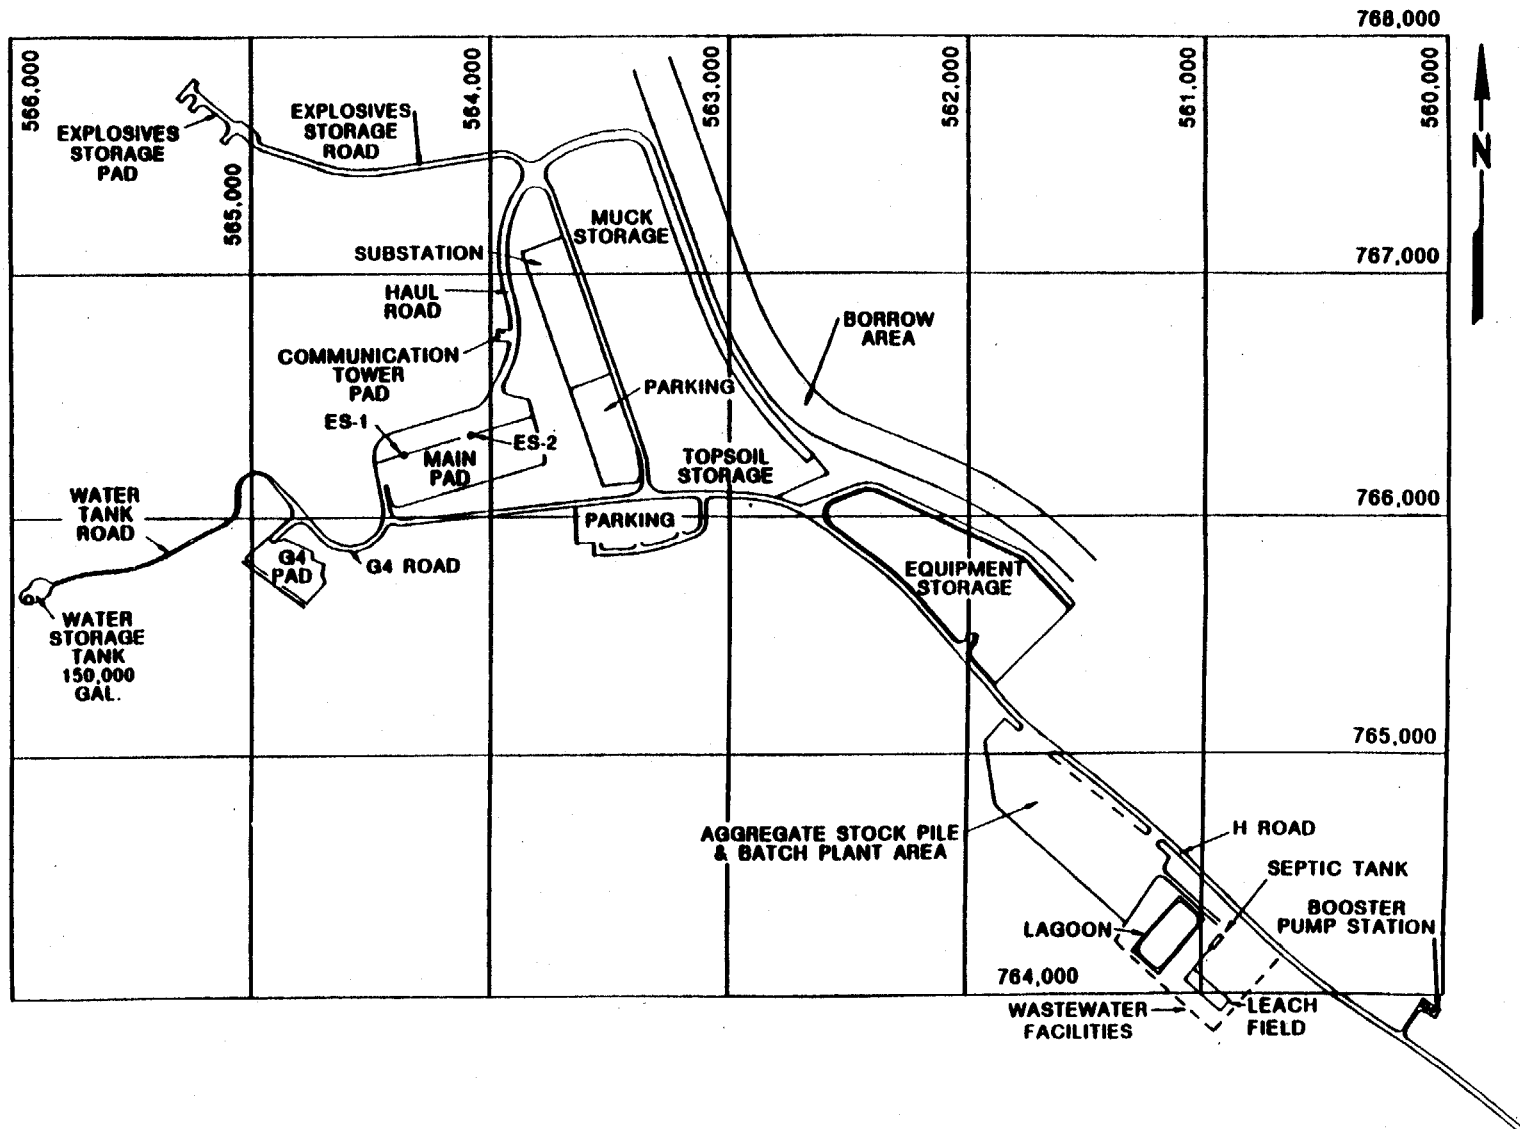 768,000
566,000
564,000
563,000
562,000
561,000
560,000
N
EXPLOSIVES
STORAGE
PAD
EXPLOSIVES
STORAGE
ROAD
565,000
MUCK
STORAGE
SUBSTATION
767,000
HAUL
ROAD
BORROW
AREA
COMMUNICATION
TOWER
PAD
PARKING
ES-1
ES-2
MAIN
PAD
TOPSOIL
STORAGE
766,000
WATER
TANK
ROAD
PARKING
G4
PAD
G4 ROAD
EQUIPMENT
STORAGE
WATER
STORAGE
TANK
150,000
GAL.
765,000
AGGREGATE STOCK PILE
& BATCH PLANT AREA
H ROAD
SEPTIC TANK
BOOSTER
PUMP STATION
LAGOON
764,000
WASTEWATER
FACILITIES
LEACH
FIELD